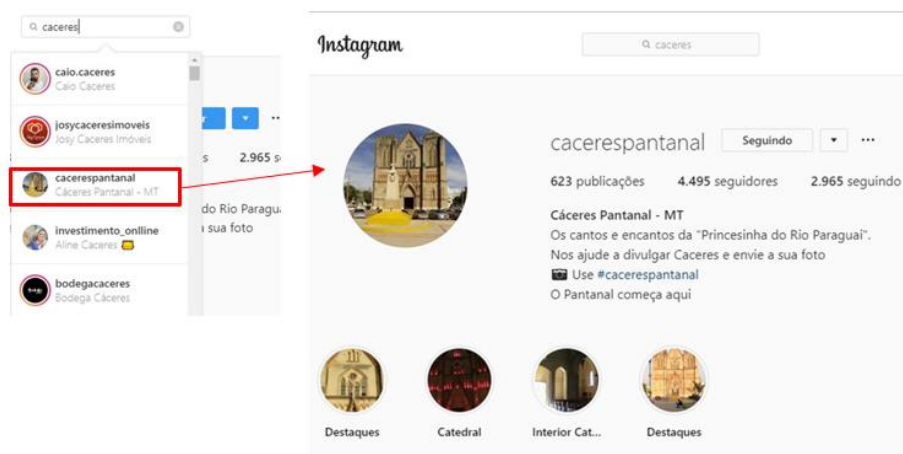 caceres
caio.caceres
Caio Caceres
josycaceresimoveis
Josy Caceres Imóveis
cacerespantanal
Cáceres Pantanal - MT
investimento_onlline
Aline Caceres
bodegacaceres
Bodega Cáceres
r
...
s 2.965 s
do Rio Paragua
a sua foto
Instagram
caceres
cacerespantanal Seguindo ...
623 publicações 4.495 seguidores 2.965 seguindo
Cáceres Pantanal - MT
Os cantos e encantos da "Princesinha do Rio Paraguai".
Nos ajude a divulgar Caceres e envie a sua foto
📷 Use #cacerespantanal
O Pantanal começa aqui
Destaques Catedral Interior Cat... Destaques